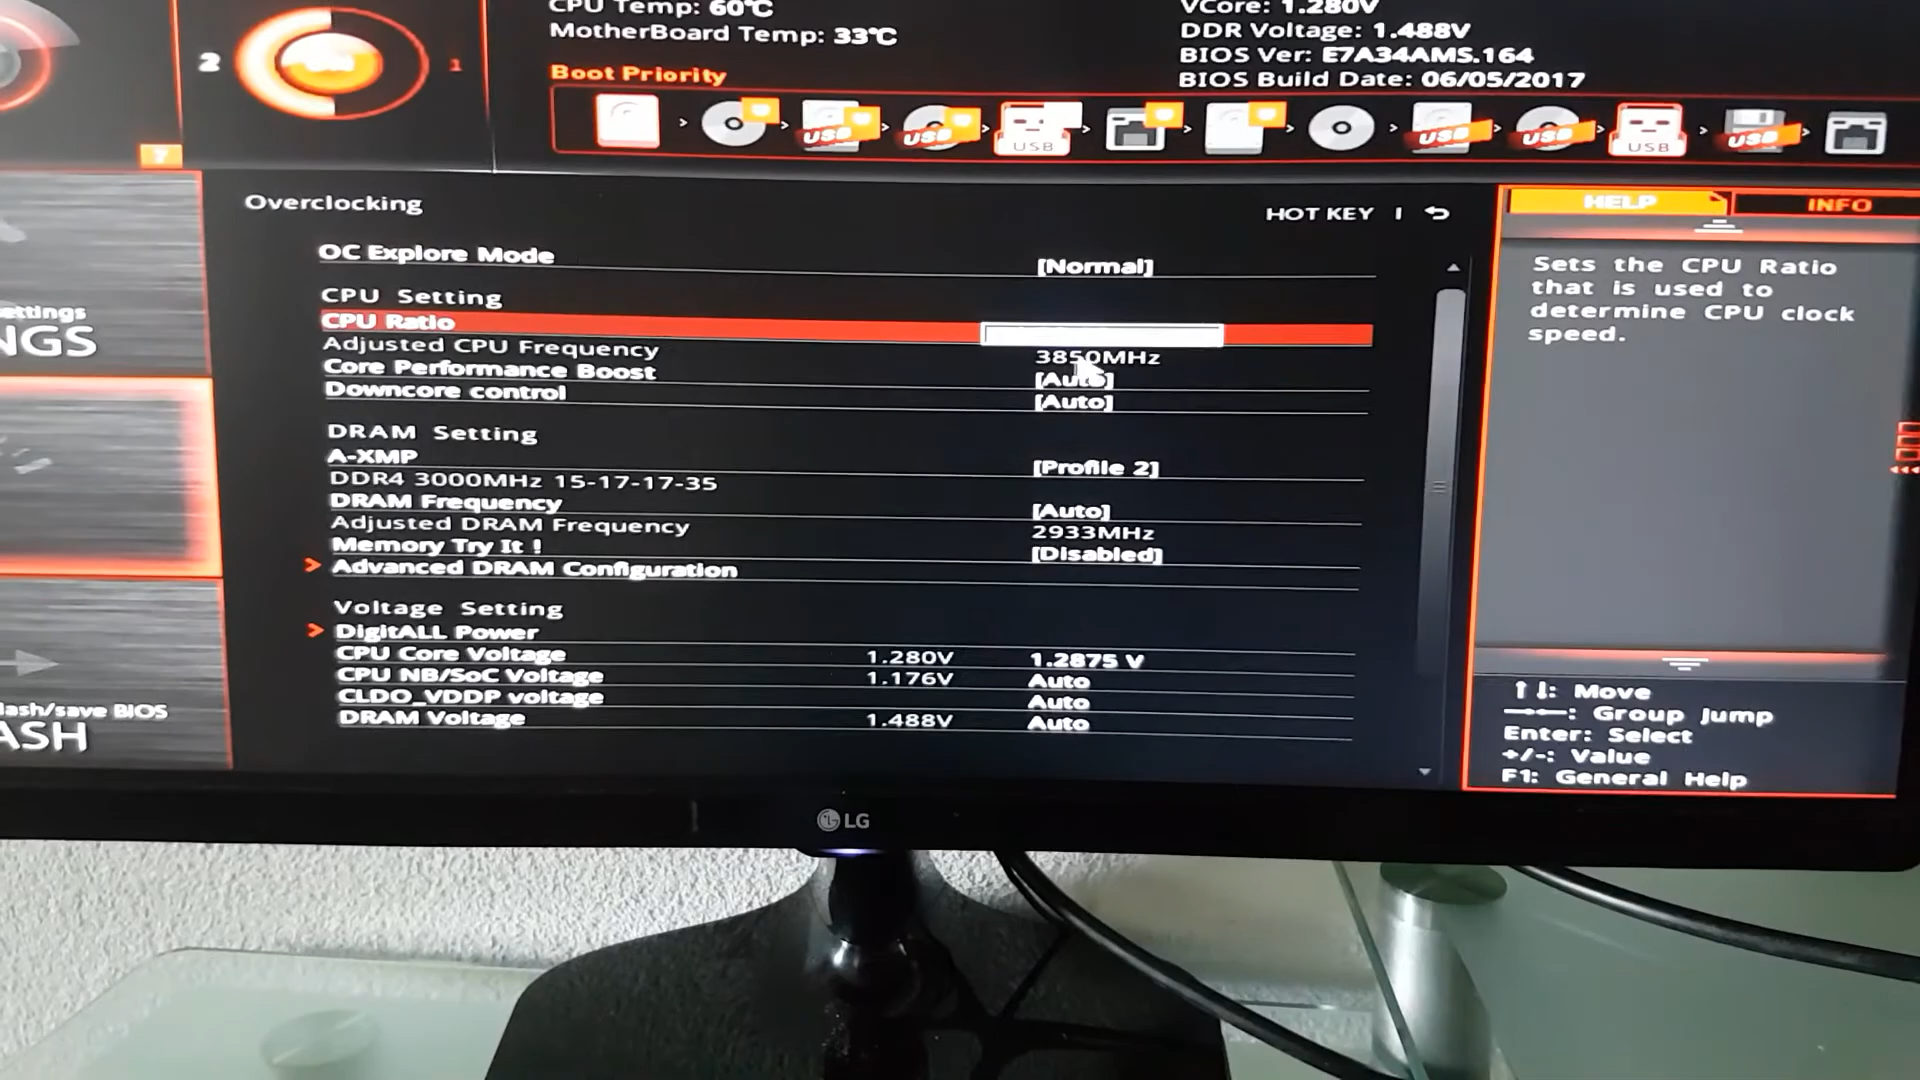 CPU Temp: 60°C
MotherBoard Temp: 33°C
VCore: 1.280V
DDR Voltage: 1.488V
BIOS Ver: E7A34AMS.164
BIOS Build Date: 06/05/2017
2
1
Boot Priority
USB
USB
USB
USB
USB
USB
USB
?
Overclocking
HOT KEY
HELP
INFO
OC Explore Mode [Normal]
CPU Setting
CPU Ratio
Adjusted CPU Frequency 3850MHz
Core Performance Boost [Auto]
Downcore control [Auto]
DRAM Setting
A-XMP [Profile 2]
DDR4 3000MHz 15-17-17-35
DRAM Frequency [Auto]
Adjusted DRAM Frequency 2933MHz
Memory Try It ! [Disabled]
> Advanced DRAM Configuration
Voltage Setting
> DigitALL Power
CPU Core Voltage 1.280V 1.2875 V
CPU NB/SoC Voltage 1.176V Auto
CLDO_VDDP voltage Auto
DRAM Voltage 1.488V Auto
Sets the CPU Ratio
that is used to
determine CPU clock
speed.
↑↓: Move
: Group Jump
Enter: Select
+/-: Value
F1: General Help
ettings
NGS
lash/save BIOS
ASH
LG